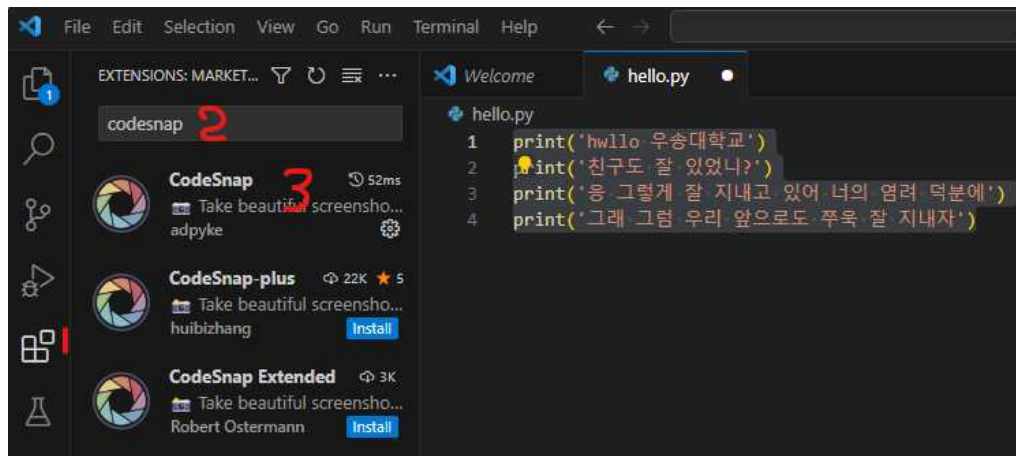 File Edit Selection View Go Run Terminal Help
EXTENSIONS: MARKET...
1
codesnap 2
CodeSnap 3 52ms
Take beautiful screensho...
adpyke
CodeSnap-plus 22K ★ 5
Take beautiful screensho...
huibizhang Install
1
CodeSnap Extended 3K
Take beautiful screensho...
Robert Ostermann Install
Welcome hello.py
hello.py
1 print('hwllo 우송대학교')
2 print('친구도 잘 있었니?')
3 print('응 그렇게 잘 지내고 있어 너의 염려 덕분에')
4 print('그래 그럼 우리 앞으로도 쭈욱 잘 지내자')